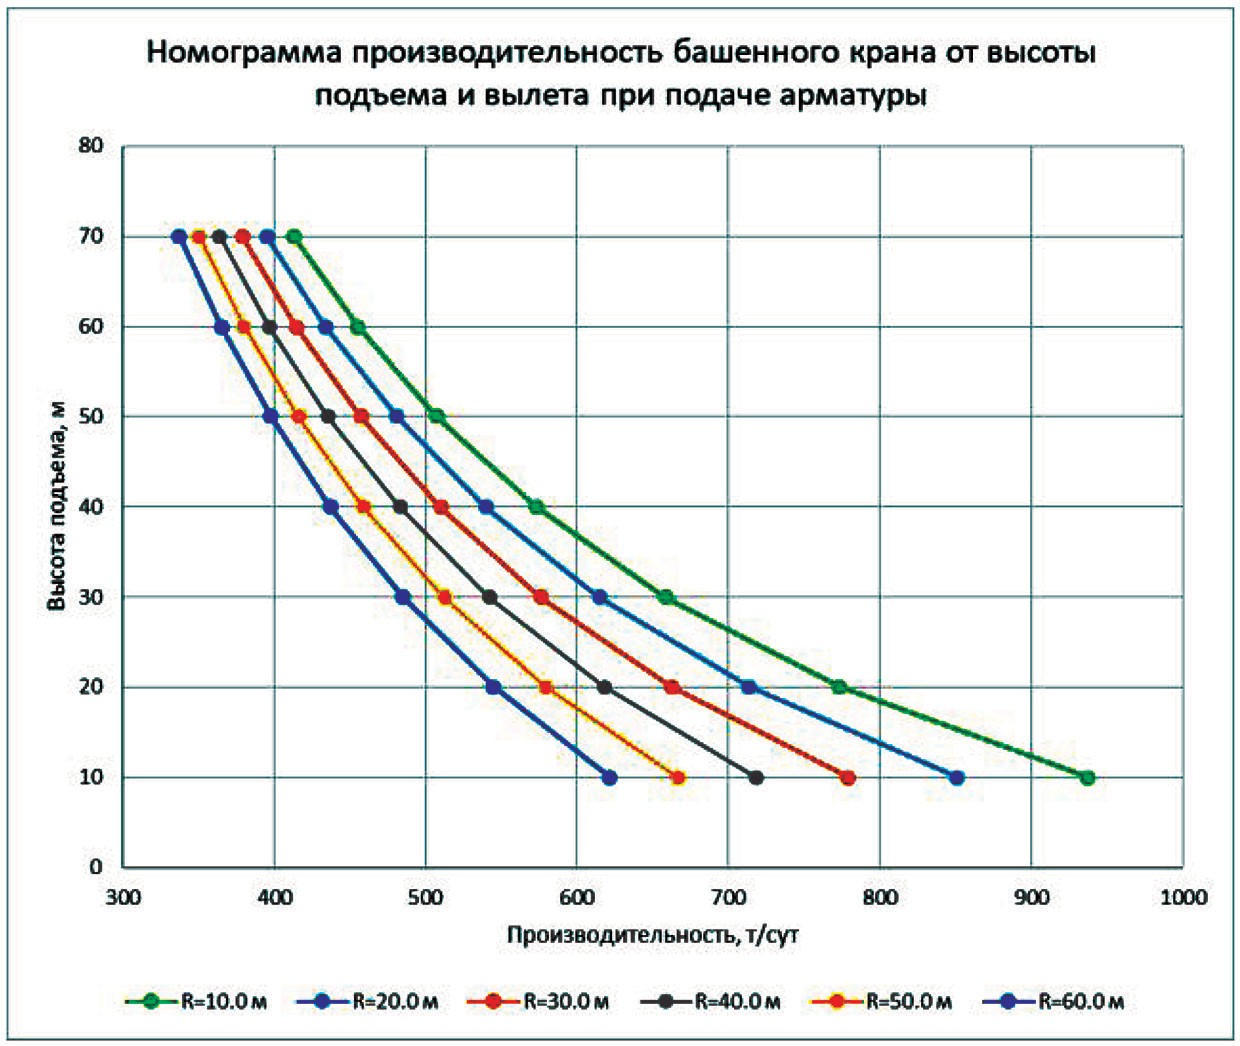 Номограмма производительность башенного крана от высоты
подъема и вылета при подаче арматуры
80
70
60
50
40
30
20
10
0
Высота подъема, м
300 400 500 600 700 800 900 1000
Производительность, т/сут
R=10.0 м R=20.0 м R=30.0 м R=40.0 м R=50.0 м R=60.0 м